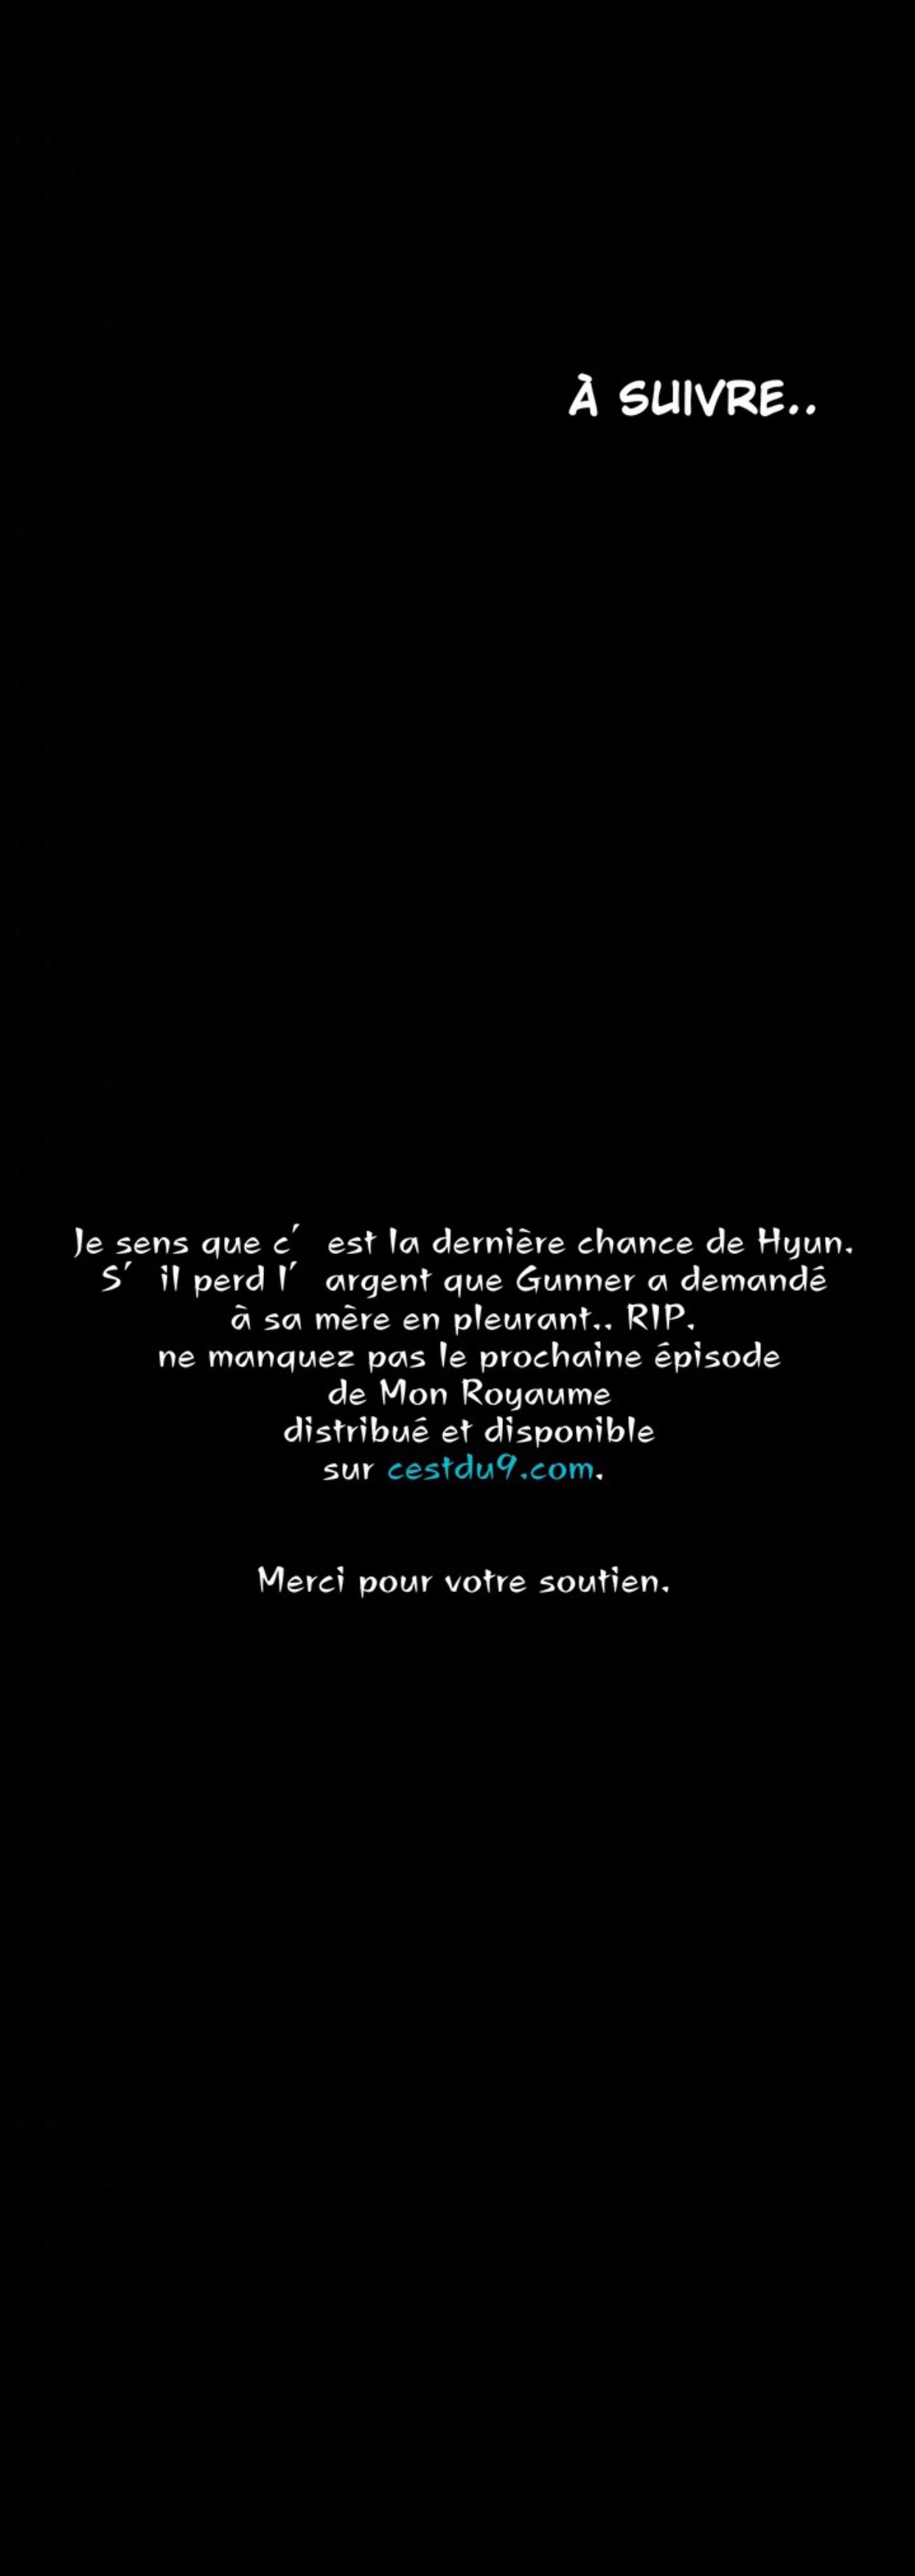 À SUIVRE..
Je sens que c' est la dernière chance de Hyun.
S' il perd l' argent que Gunner a demandé
à sa mère en pleurant.. RIP.
ne manquez pas le prochaine épisode
de Mon Royaume
distribué et disponible
sur cestdu9.com.
Merci pour votre soutien.